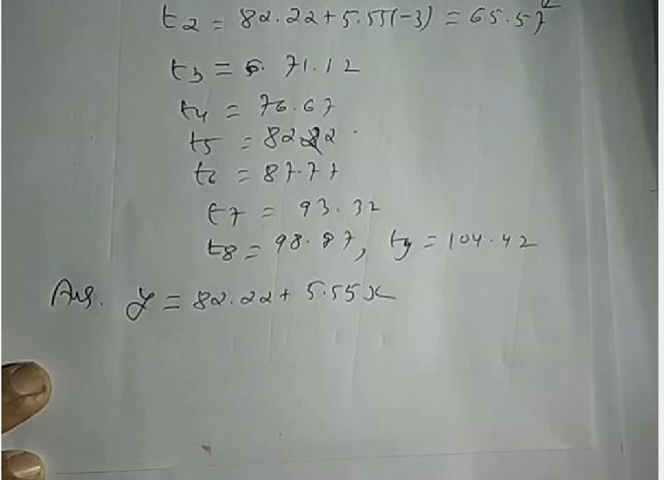 t2 = 82.22 + 5.55(-3) = 65.57
t3 = 71.12
t4 = 76.67
t5 = 82.22
t6 = 87.77
t7 = 93.32
t8 = 98.87, t9 = 104.42
Ans. y = 82.22 + 5.55x